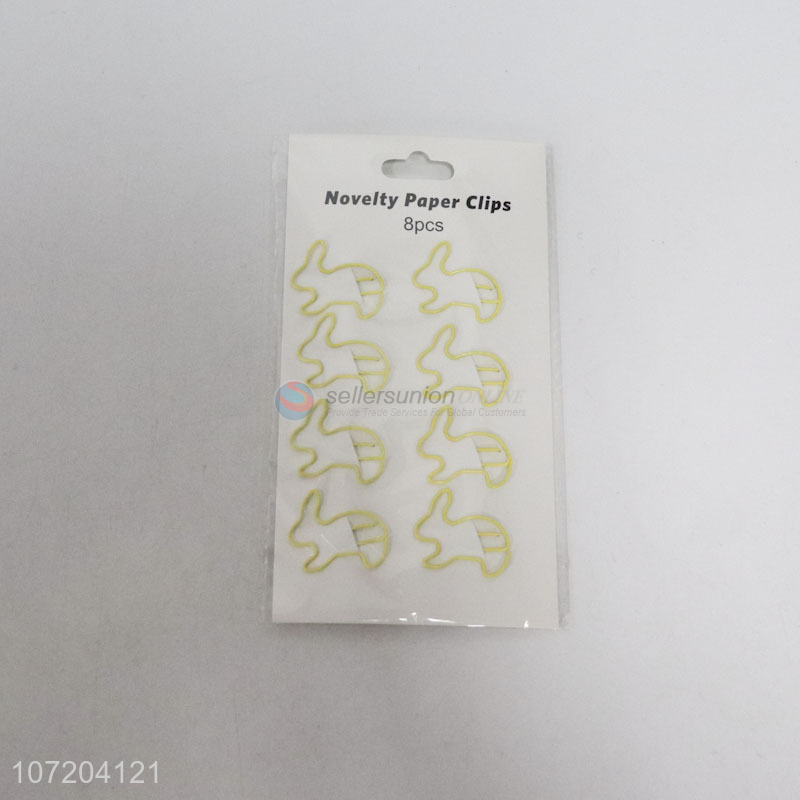 Novelty Paper Clips
8pcs
sellersunion ONLINE
Provide Trade Services For Global Customers
107204121